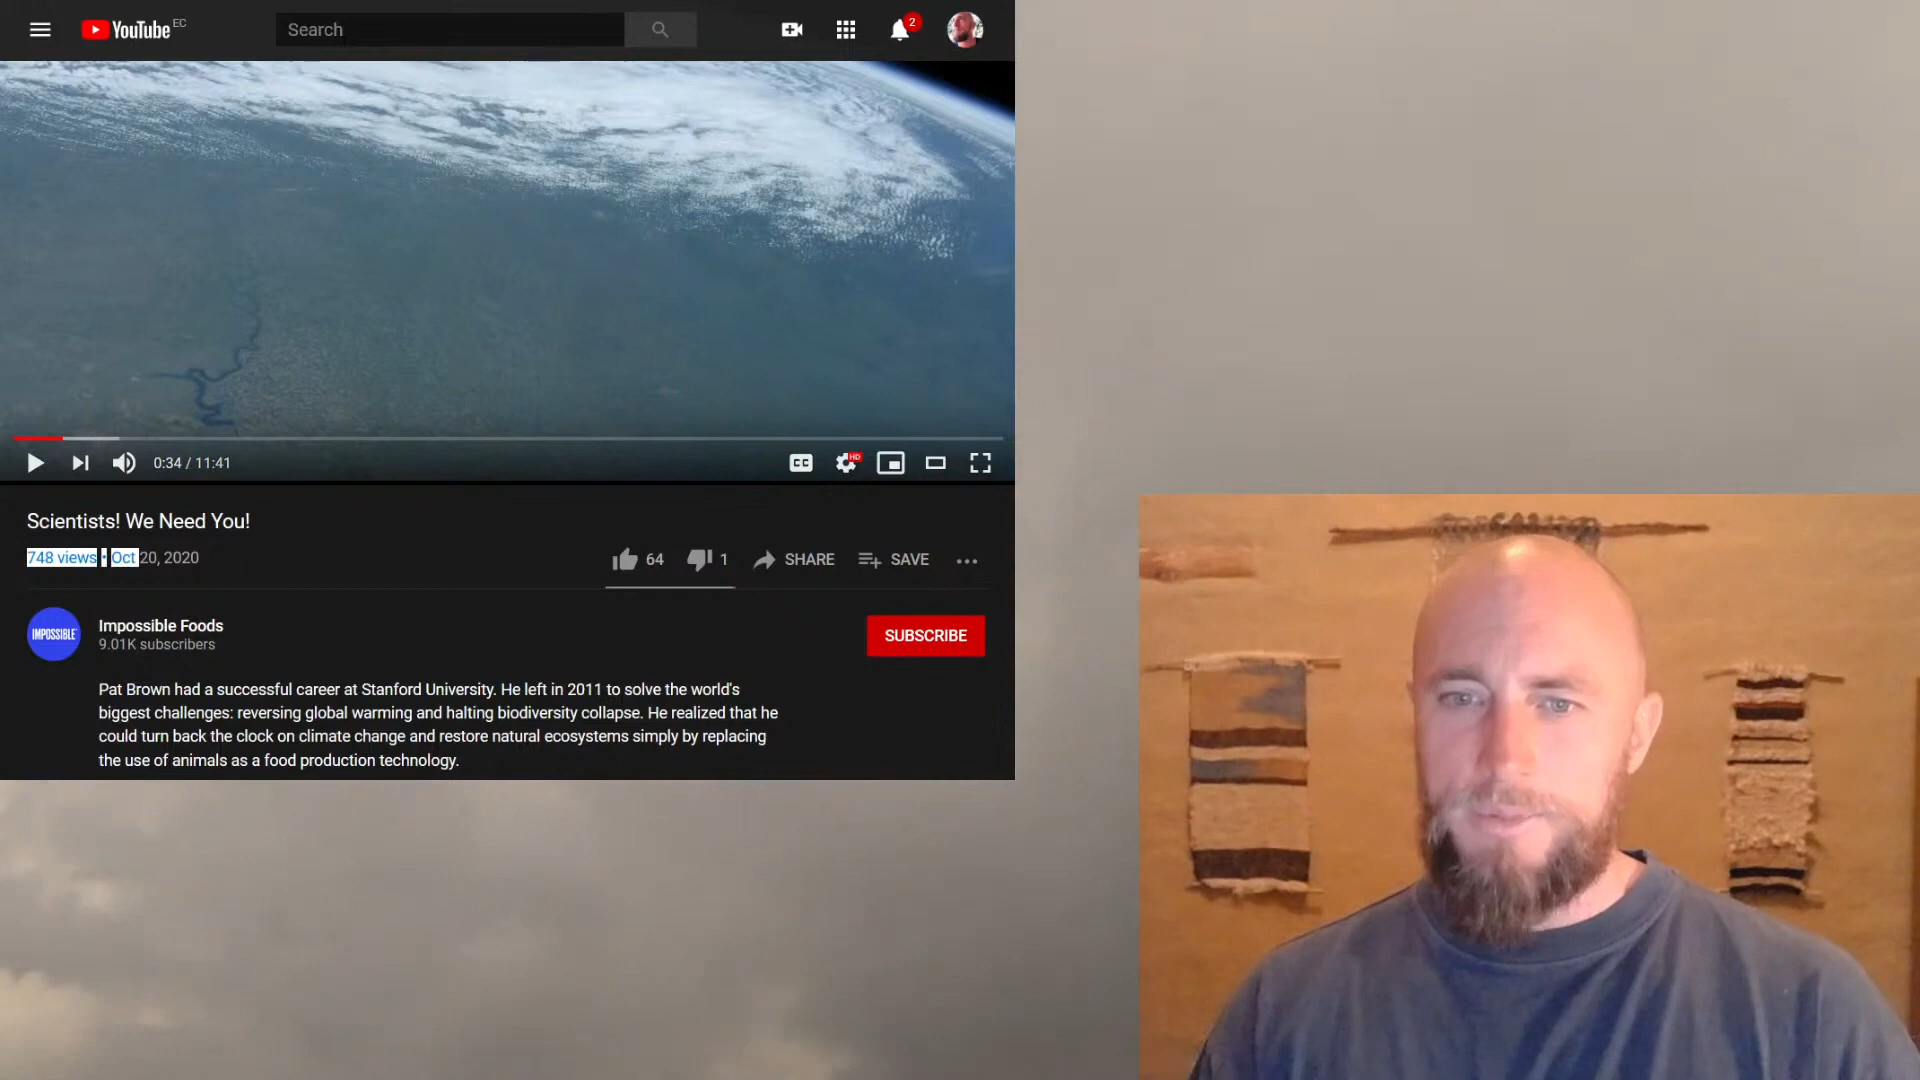 YouTube EC
Search
2
0:34 / 11:41
CC
HD
Scientists! We Need You!
748 views • Oct 20, 2020
64
1
SHARE
SAVE
IMPOSSIBLE
Impossible Foods
9.01K subscribers
SUBSCRIBE
Pat Brown had a successful career at Stanford University. He left in 2011 to solve the world's
biggest challenges: reversing global warming and halting biodiversity collapse. He realized that he
could turn back the clock on climate change and restore natural ecosystems simply by replacing
the use of animals as a food production technology.